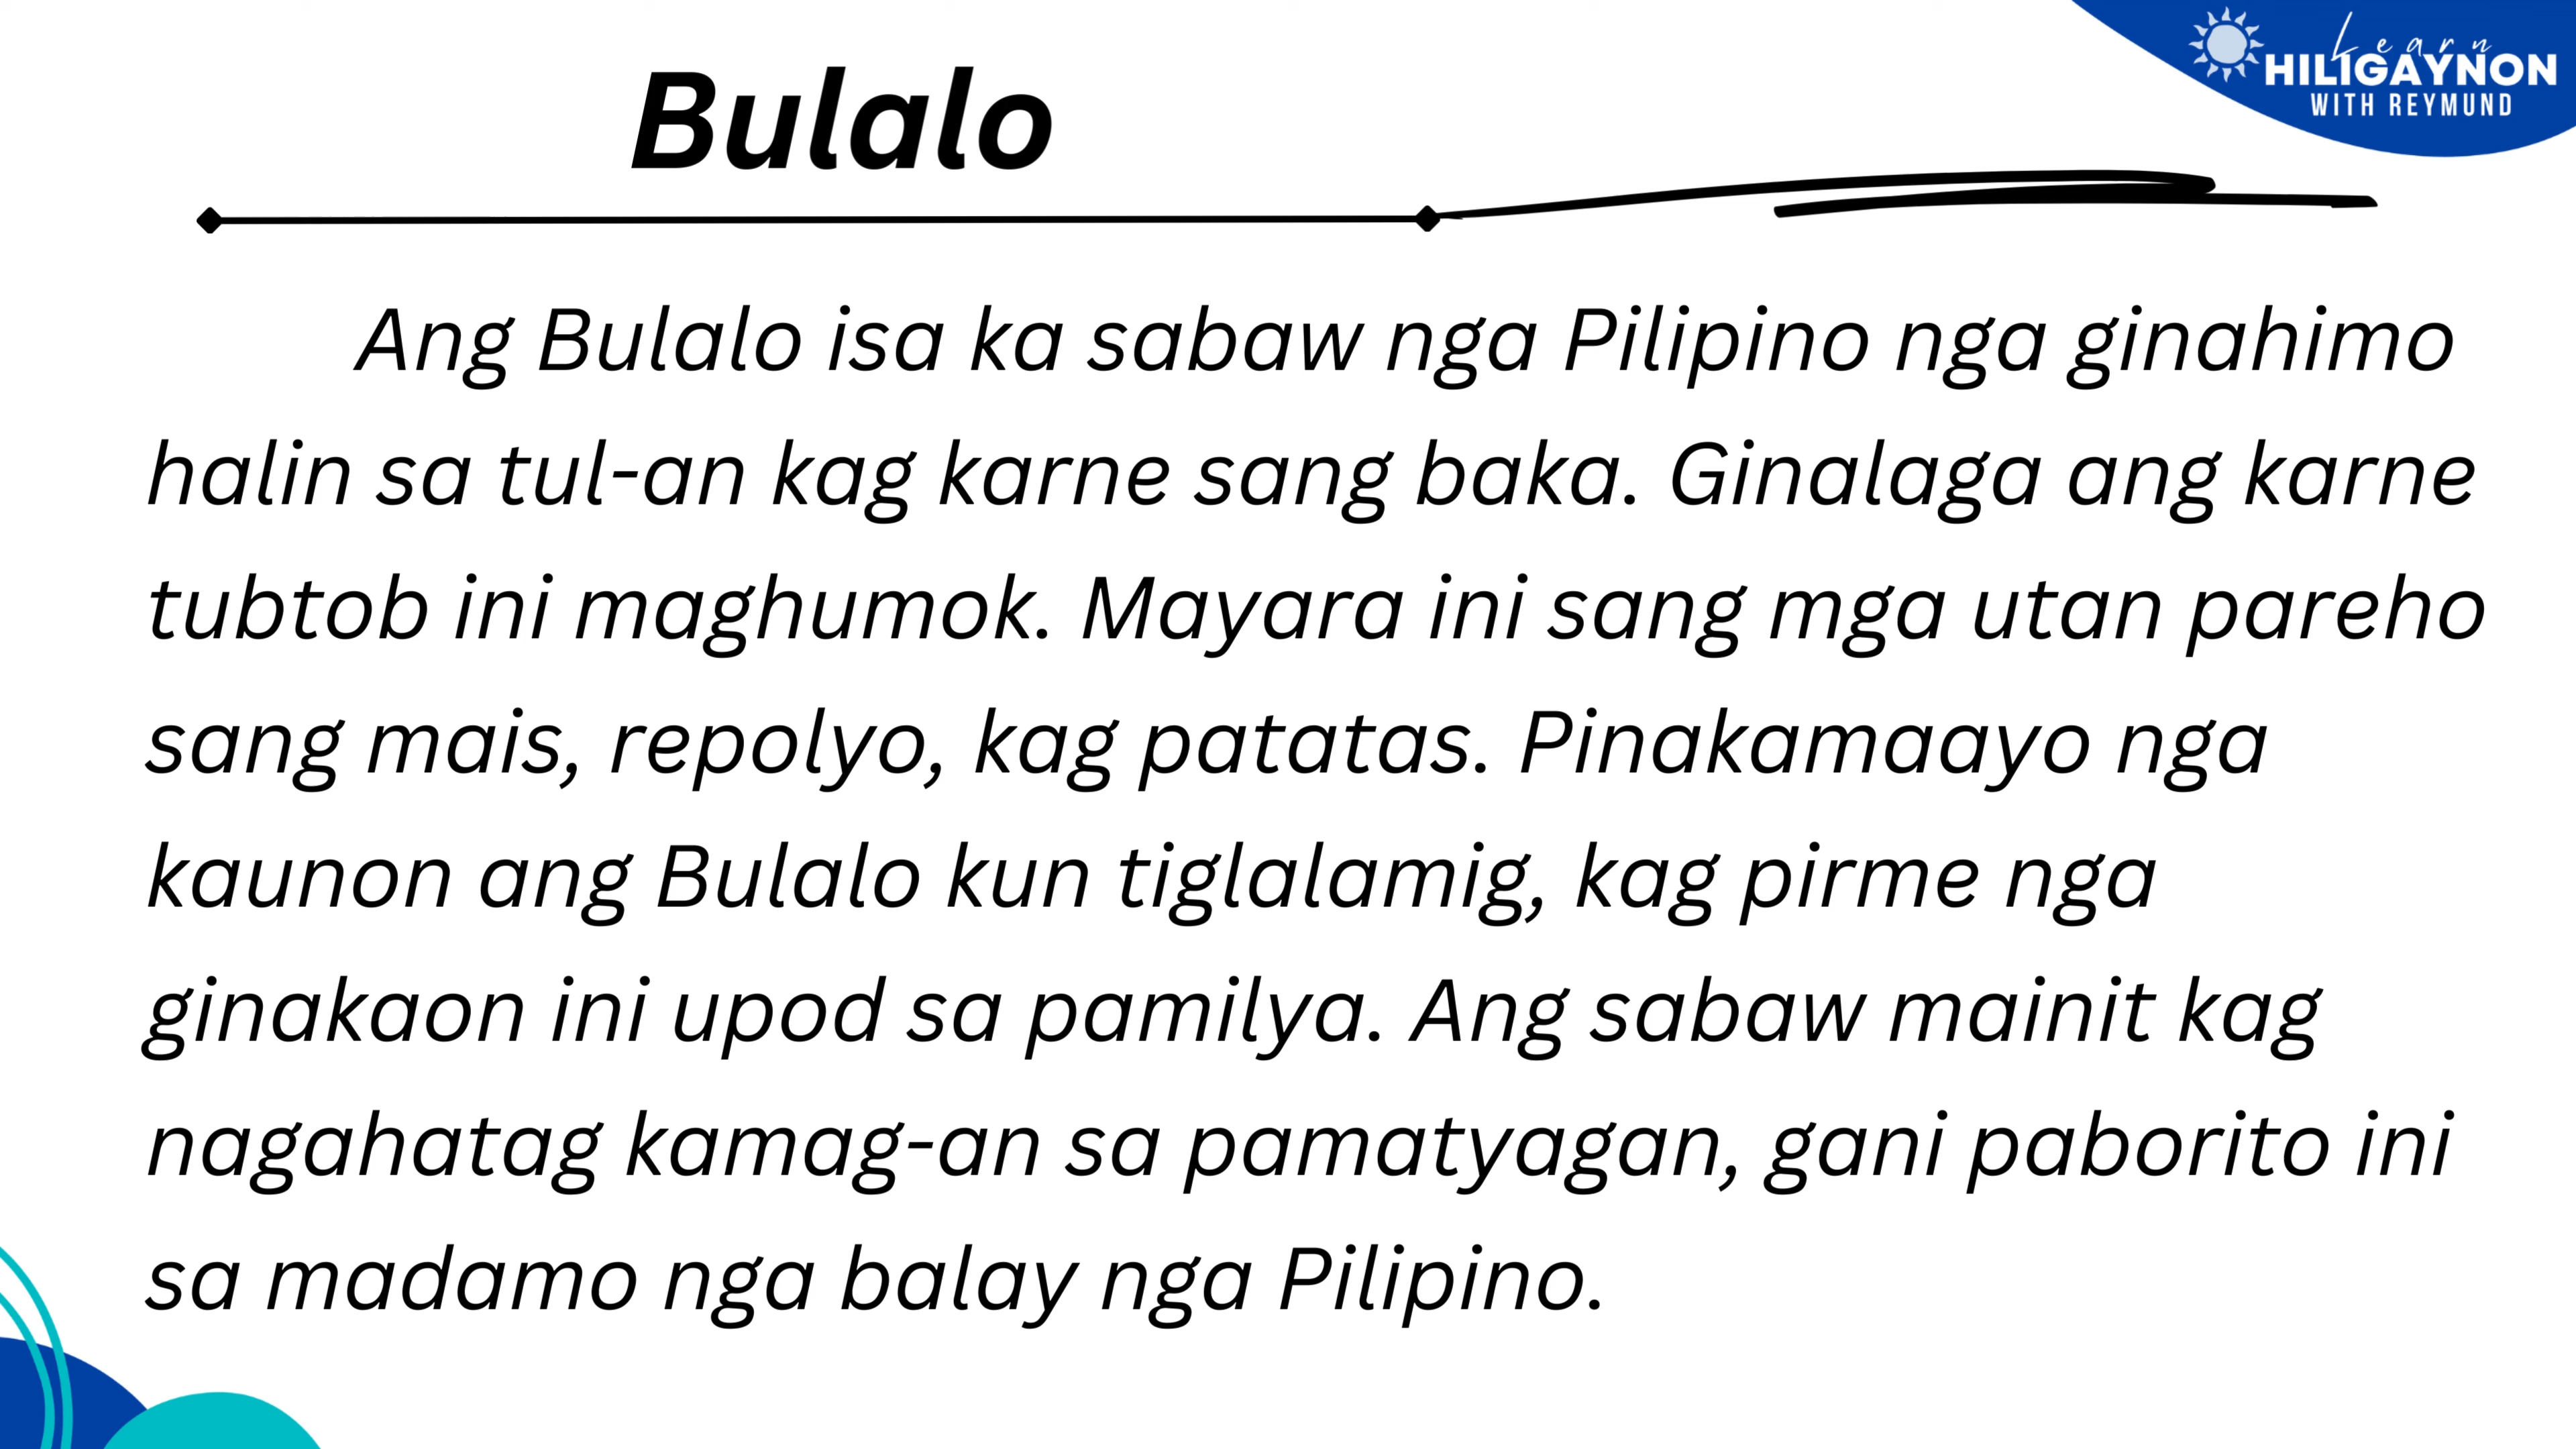 Learn
HILIGAYNON
WITH REYMUND
Bulalo
Ang Bulalo isa ka sabaw nga Pilipino nga ginahimo
halin sa tul-an kag karne sang baka. Ginalaga ang karne
tubtob ini maghumok. Mayara ini sang mga utan pareho
sang mais, repolyo, kag patatas. Pinakamaayo nga
kaunon ang Bulalo kun tiglalamig, kag pirme nga
ginakaon ini upod sa pamilya. Ang sabaw mainit kag
nagahatag kamag-an sa pamatyagan, gani paborito ini
sa madamo nga balay nga Pilipino.